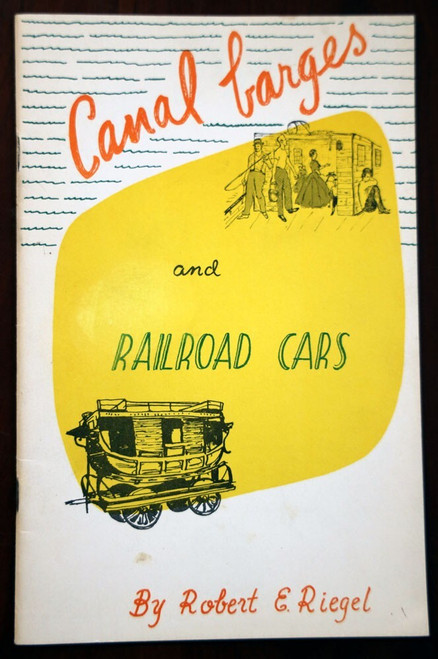 Canal barges
and
RAILROAD CARS
By Robert E. Riegel